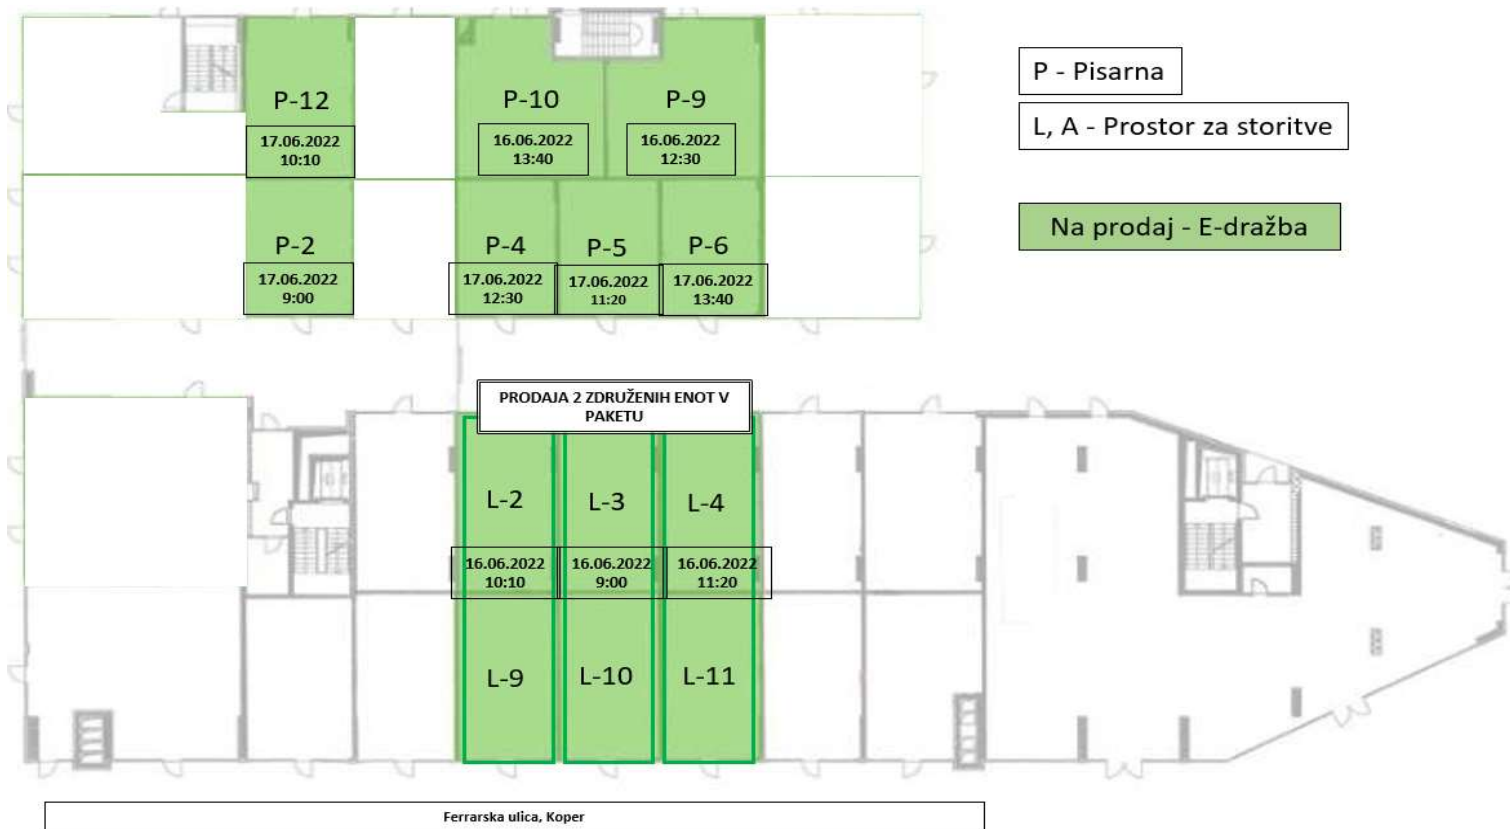 P-12
17.06.2022
10:10
P-10
16.06.2022
13:40
P-9
16.06.2022
12:30
P - Pisarna
L, A - Prostor za storitve
Na prodaj - E-dražba
P-2
17.06.2022
9:00
P-4
17.06.2022
12:30
P-5
17.06.2022
11:20
P-6
17.06.2022
13:40
PRODAJA 2 ZDRUŽENIH ENOT V
PAKETU
L-2
16.06.2022
10:10
L-3
16.06.2022
9:00
L-4
16.06.2022
11:20
L-9
L-10
L-11
Ferrarska ulica, Koper